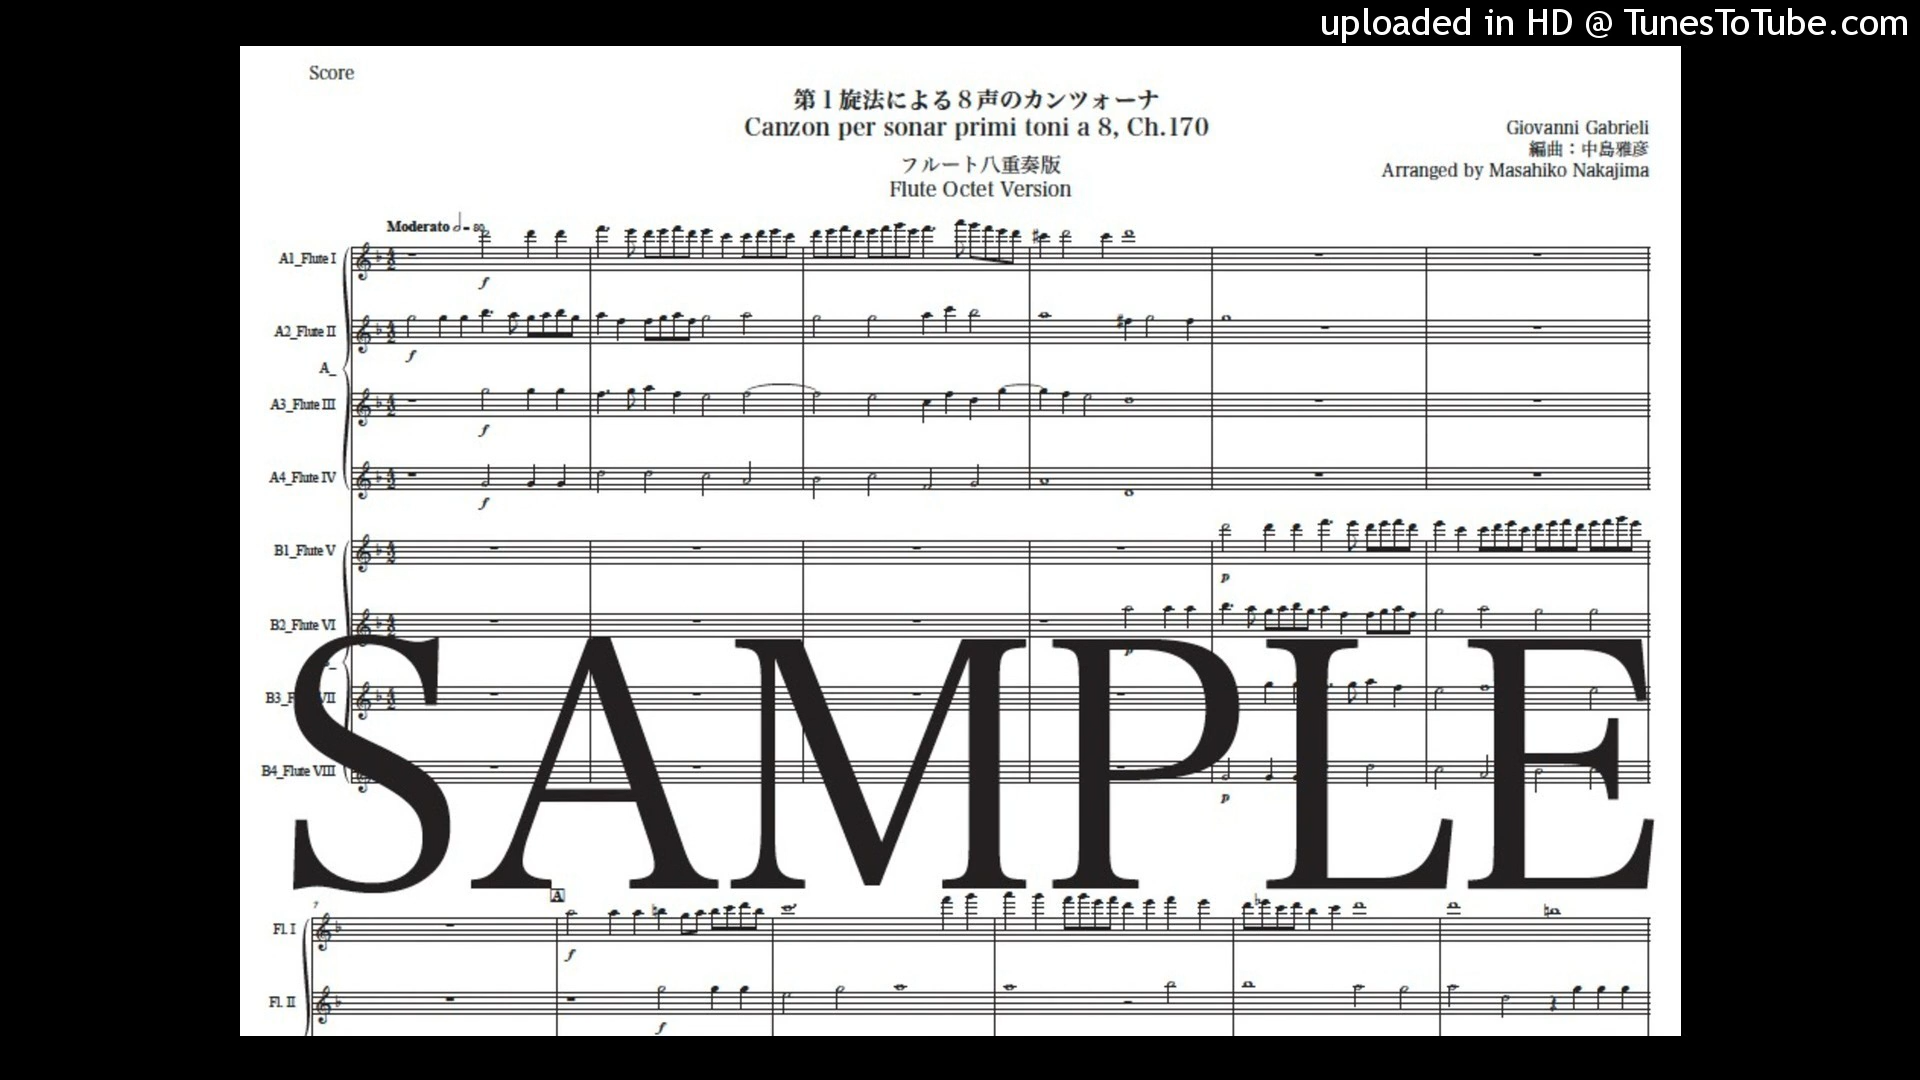 uploaded in HD @ TunesToTube.com
Score
第1旋法による8声のカンツォーナ
Canzon per sonar primi toni a 8, Ch.170
Giovanni Gabrieli
編曲：中島雅彦
フルート八重奏版
Arranged by Masahiko Nakajima
Flute Octet Version
Moderato 𝅗𝅥= 80
A1_Flute I
f
A2_Flute II
f
A_
A3_Flute III
f
A4_Flute IV
f
B1_Flute V
p
B2_Flute VI
p
B4_Flute VIII
p
SAMPLE
A
7
Fl. I
f
Fl. II
f